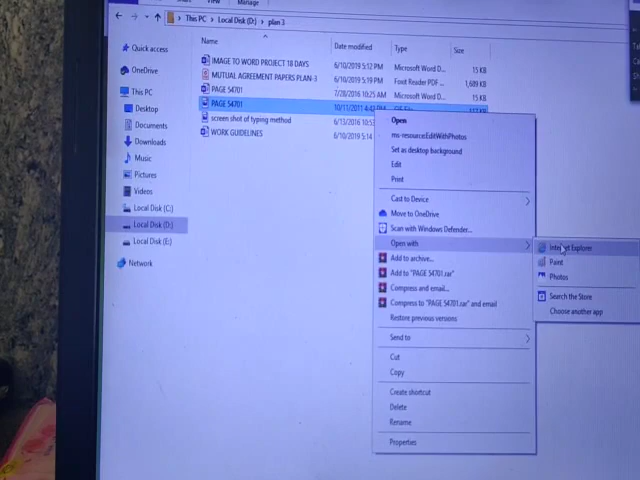 Share
View
Manage
This PC > Local Disk (D:) > plan 3
Name
Date modified
Type
Size
Quick access
OneDrive
This PC
Desktop
Documents
Downloads
Music
Pictures
Videos
Local Disk (C:)
Local Disk (D:)
Local Disk (E:)
Network
IMAGE TO WORD PROJECT 18 DAYS 6/10/2019 5:12 PM Microsoft Word D... 15 KB
MUTUAL AGREEMENT PAPERS PLAN-3 6/10/2019 5:19 PM Foxit Reader PDF ... 1,689 KB
PAGE 54701 7/28/2016 10:25 AM Microsoft Word D... 15 KB
PAGE 54701 10/11/2011 4:42 PM GIF File
screen shot of typing method 6/13/2016 10:53
WORK GUIDELINES 6/10/2019 5:14
Open
ms-resource:EditWithPhotos
Set as desktop background
Edit
Print
Cast to Device
Move to OneDrive
Scan with Windows Defender...
Open with
Add to archive...
Add to "PAGE 54701.rar"
Compress and email...
Compress to "PAGE 54701.rar" and email
Restore previous versions
Send to
Cut
Copy
Create shortcut
Delete
Rename
Properties
Internet Explorer
Paint
Photos
Search the Store
Choose another app